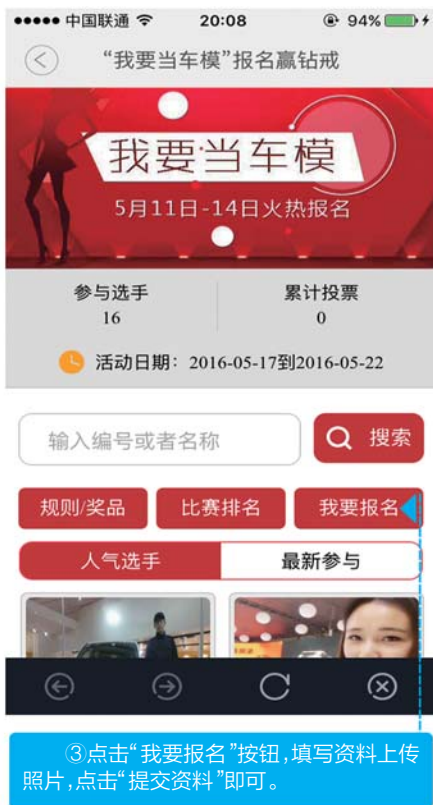 中国联通 20:08 94%
“我要当车模”报名赢钻戒
我要当车模
5月11日-14日火热报名
参与选手 累计投票
16 0
活动日期：2016-05-17到2016-05-22
输入编号或者名称 搜索
规则/奖品 比赛排名 我要报名
人气选手 最新参与
③点击“我要报名”按钮,填写资料上传
照片,点击“提交资料”即可。